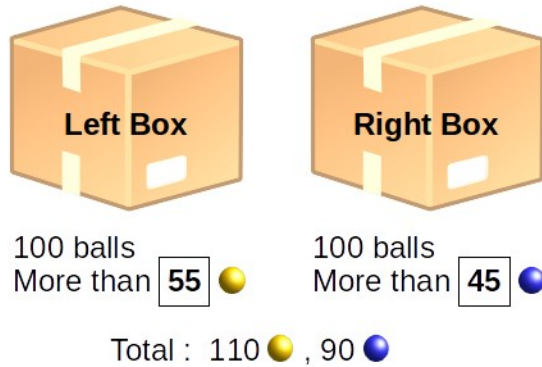 Left Box
Right Box
100 balls
More than 55
100 balls
More than 45
Total : 110 , 90